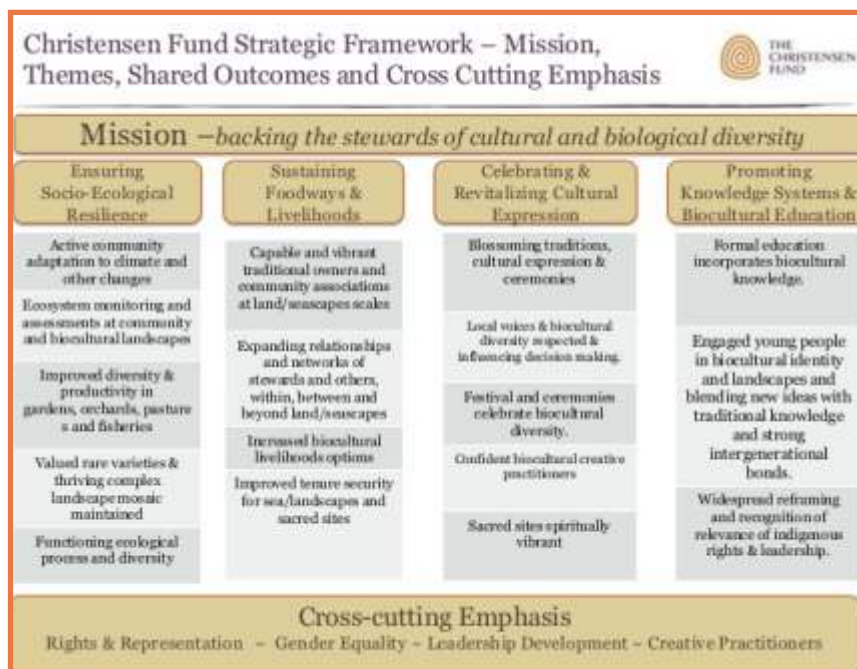 Christensen Fund Strategic Framework – Mission,
Themes, Shared Outcomes and Cross Cutting Emphasis
THE
CHRISTENSEN
FUND
Mission –backing the stewards of cultural and biological diversity
Ensuring
Socio-Ecological
Resilience
Active community
adaptation to climate and
other changes
Ecosystem monitoring and
assessments at community
and biocultural landscapes
Improved diversity &
productivity in
gardens, orchards, pasture
s and fisheries
Valued rare varieties &
thriving complex
landscape mosaic
maintained
Functioning ecological
process and diversity
Sustaining
Foodways &
Livelihoods
Capable and vibrant
traditional owners and
community associations
at land/seascapes scales
Expanding relationships
and networks of
stewards and others,
within, between and
beyond land/seascapes
Increased biocultural
livelihoods options
Improved tenure security
for sea/landscapes and
sacred sites
Celebrating &
Revitalizing Cultural
Expression
Blossoming traditions,
cultural expression &
ceremonies
Local voices & biocultural
diversity respected &
influencing decision making.
Festival and ceremonies
celebrate biocultural
diversity.
Confident biocultural creative
practitioners
Sacred sites spiritually
vibrant
Promoting
Knowledge Systems &
Biocultural Education
Formal education
incorporates biocultural
knowledge.
Engaged young people
in biocultural identity
and landscapes and
blending new ideas with
traditional knowledge
and strong
intergenerational
bonds.
Widespread reframing
and recognition of
relevance of indigenous
rights & leadership.
Cross-cutting Emphasis
Rights & Representation ~ Gender Equality ~ Leadership Development ~ Creative Practitioners